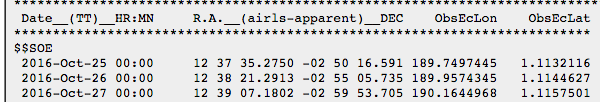 ******************************************************************************
Date__(TT)__HR:MN R.A.__(airls-apparent)__DEC ObsEcLon ObsEcLat
******************************************************************************
$$SOE
2016-Oct-25 00:00 12 37 35.2750 -02 50 16.591 189.7497445 1.1132116
2016-Oct-26 00:00 12 38 21.2913 -02 55 05.735 189.9574345 1.1144627
2016-Oct-27 00:00 12 39 07.1802 -02 59 53.705 190.1644968 1.1157501